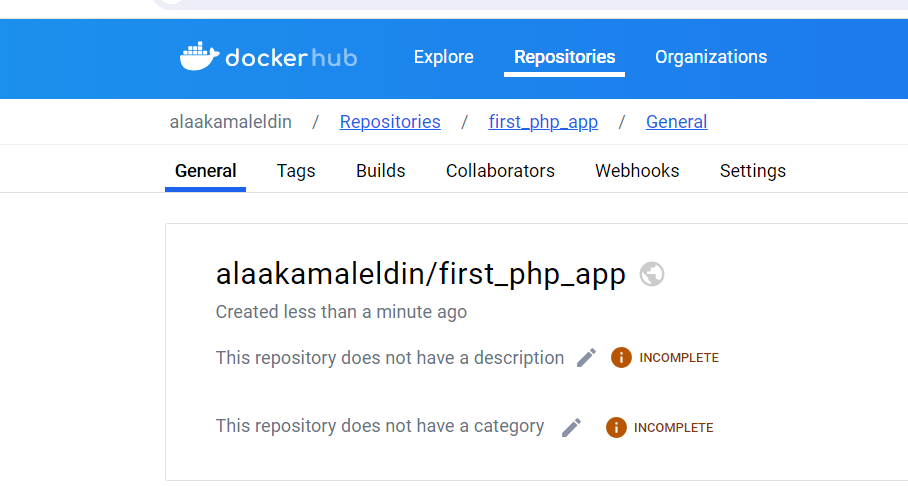 dockerhub Explore Repositories Organizations
alaakamaleldin / Repositories / first_php_app / General
General Tags Builds Collaborators Webhooks Settings
alaakamaleldin/first_php_app
Created less than a minute ago
This repository does not have a description INCOMPLETE
This repository does not have a category INCOMPLETE